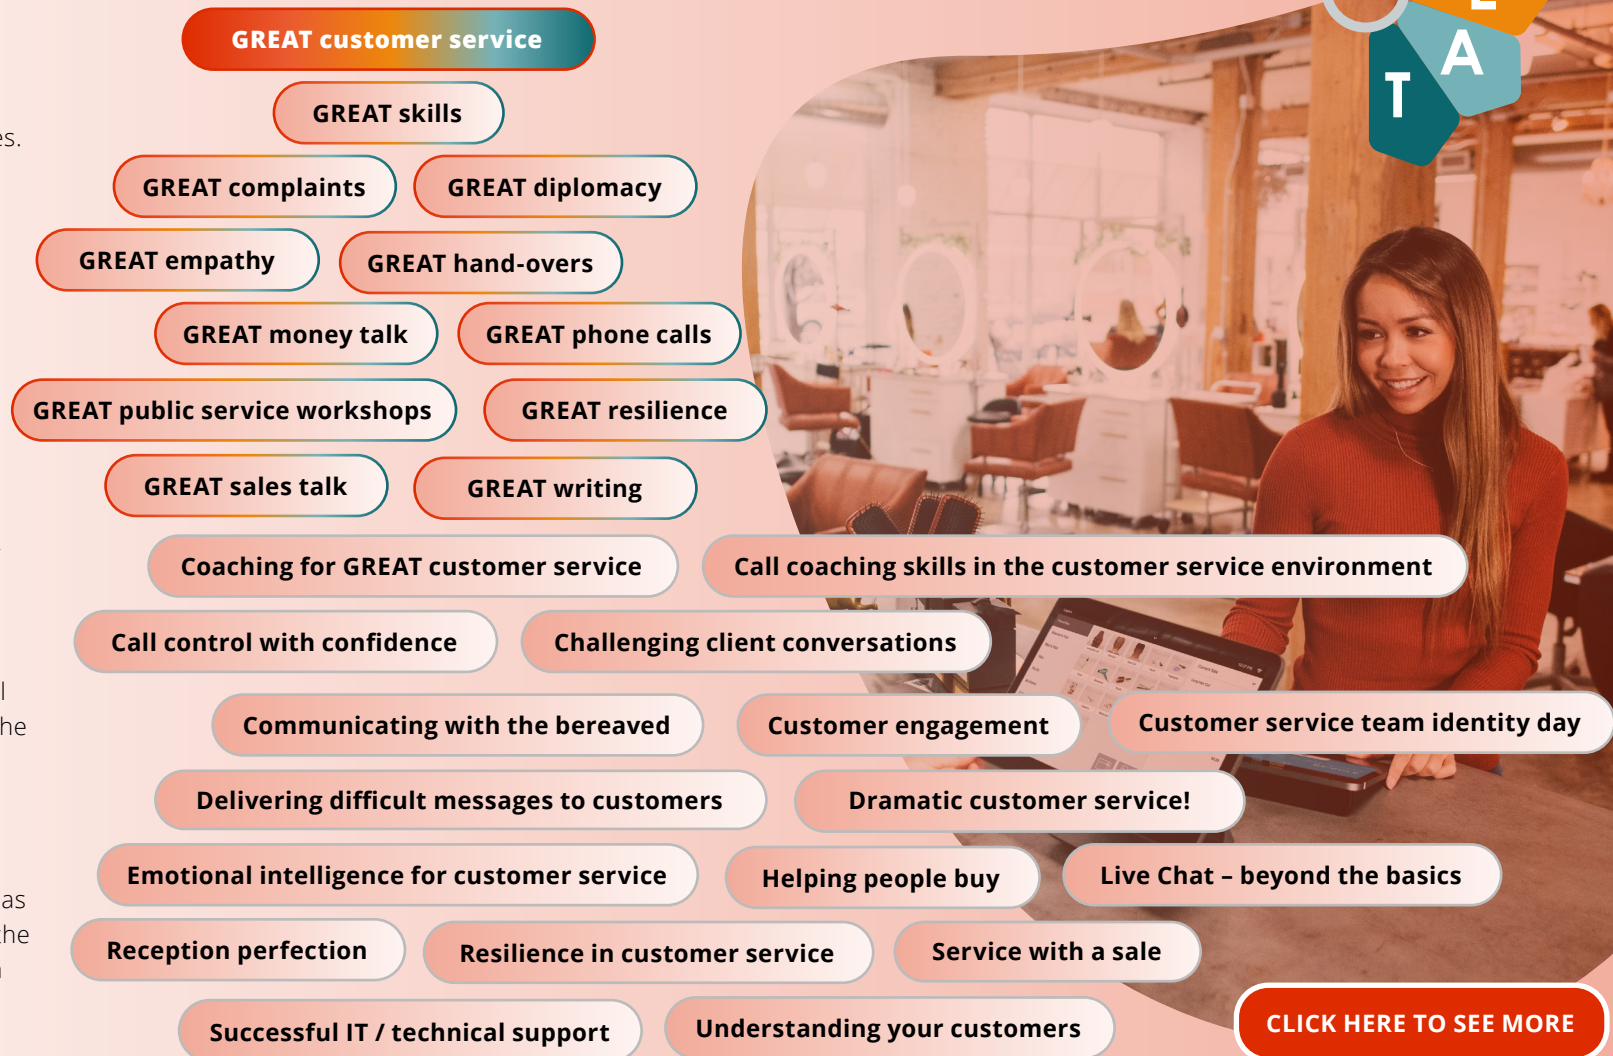 GREAT customer service
GREAT skills
es.
GREAT complaints GREAT diplomacy
GREAT empathy GREAT hand-overs
GREAT money talk GREAT phone calls
GREAT public service workshops GREAT resilience
GREAT sales talk GREAT writing
Coaching for GREAT customer service Call coaching skills in the customer service environment
Call control with confidence Challenging client conversations
l
he
Communicating with the bereaved Customer engagement Customer service team identity day
Delivering difficult messages to customers Dramatic customer service!
Emotional intelligence for customer service Helping people buy Live Chat – beyond the basics
as
the
Reception perfection Resilience in customer service Service with a sale
Successful IT / technical support Understanding your customers
CLICK HERE TO SEE MORE
A
T